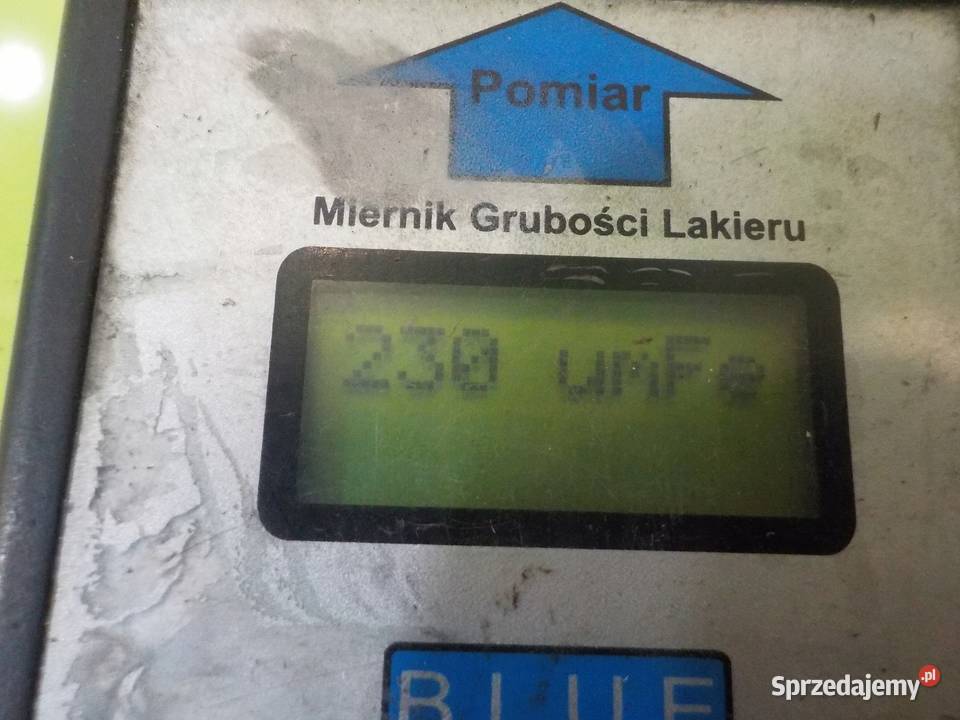 Pomiar
Miernik Grubości Lakieru
230 umFe
BLUE
Sprzedajemy.pl